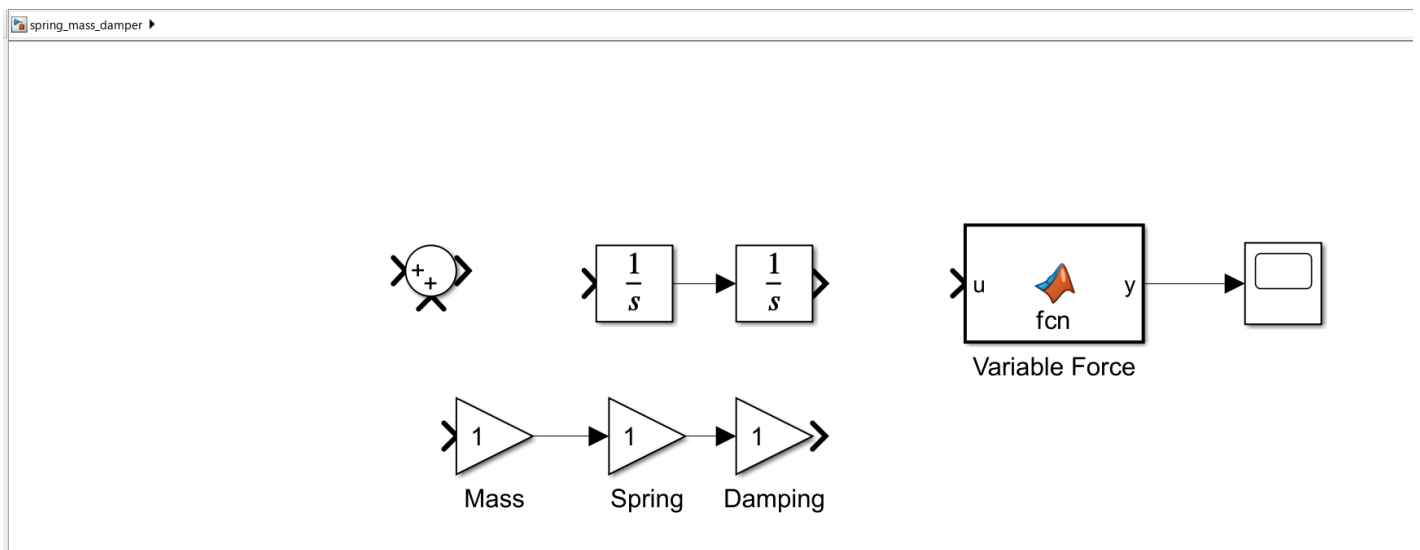 spring_mass_damper
+
+
1
s
1
s
u
fcn
y
Variable Force
1
1
1
Mass
Spring
Damping